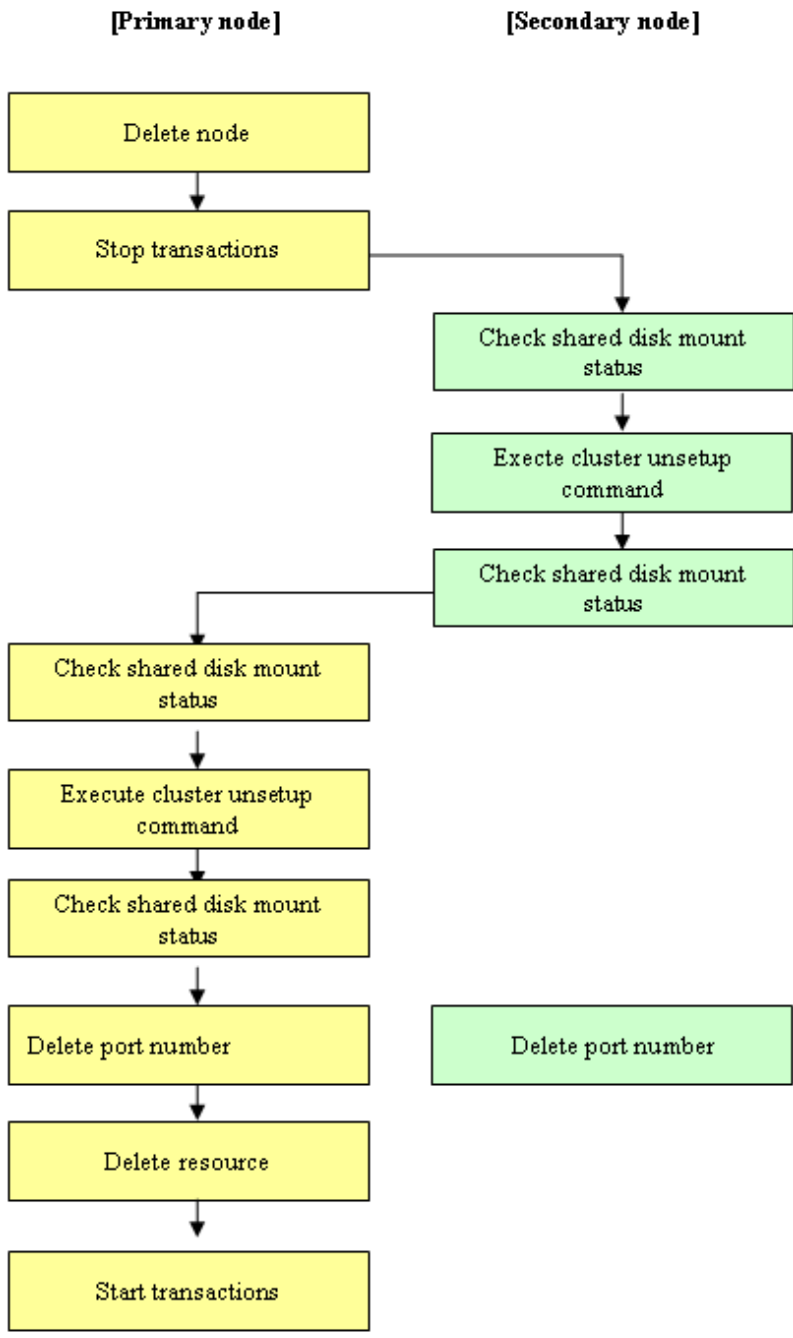 [Primary node]
[Secondary node]
Delete node
Stop transactions
Check shared disk mount
status
Execte cluster unsetup
command
Check shared disk mount
status
Check shared disk mount
status
Execute cluster unsetup
command
Check shared disk mount
status
Delete port number
Delete port number
Delete resource
Start transactions